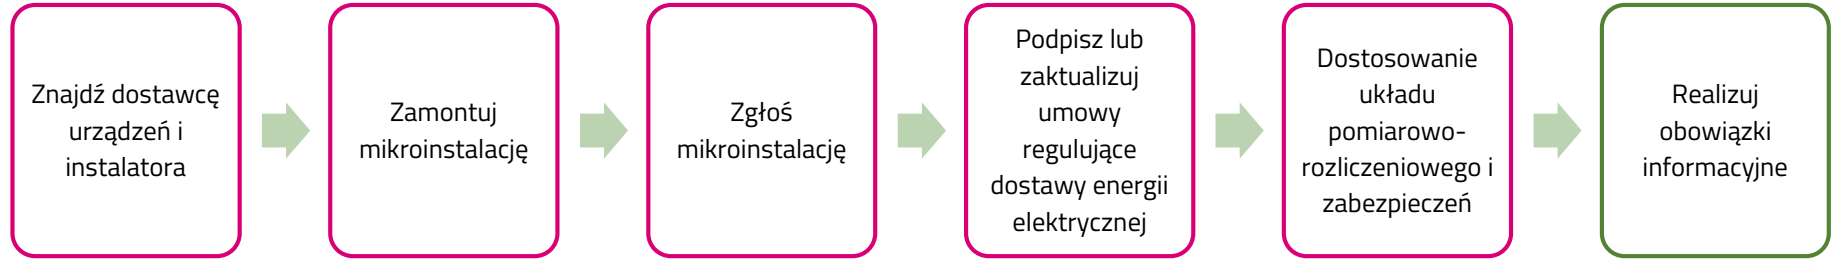 Znajdź dostawcę
urządzeń i
instalatora
Zamontuj
mikroinstalację
Zgłoś
mikroinstalację
Podpisz lub
zaktualizuj
umowy
regulujące
dostawy energii
elektrycznej
Dostosowanie
układu
pomiarowo-
rozliczeniowego i
zabezpieczeń
Realizuj
obowiązki
informacyjne